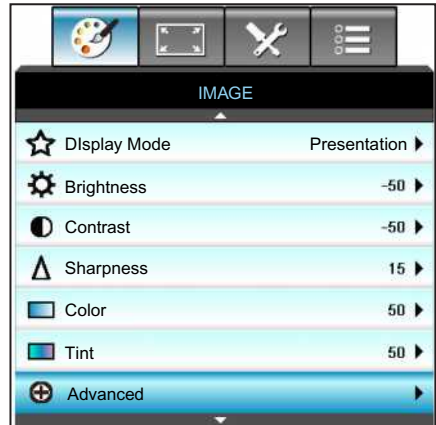 IMAGE
DIsplay Mode Presentation
Brightness -50
Contrast -50
Sharpness 15
Color 50
Tint 50
Advanced